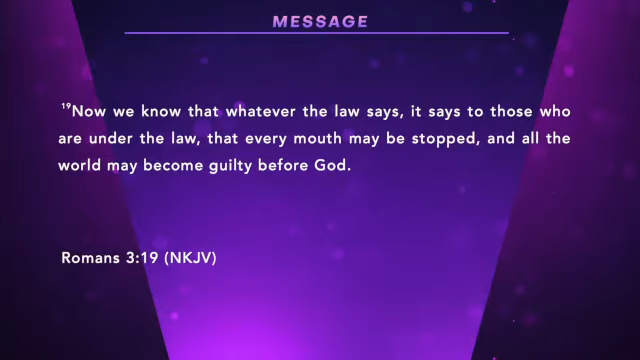 MESSAGE
¹⁹Now we know that whatever the law says, it says to those who
are under the law, that every mouth may be stopped, and all the
world may become guilty before God.
Romans 3:19 (NKJV)